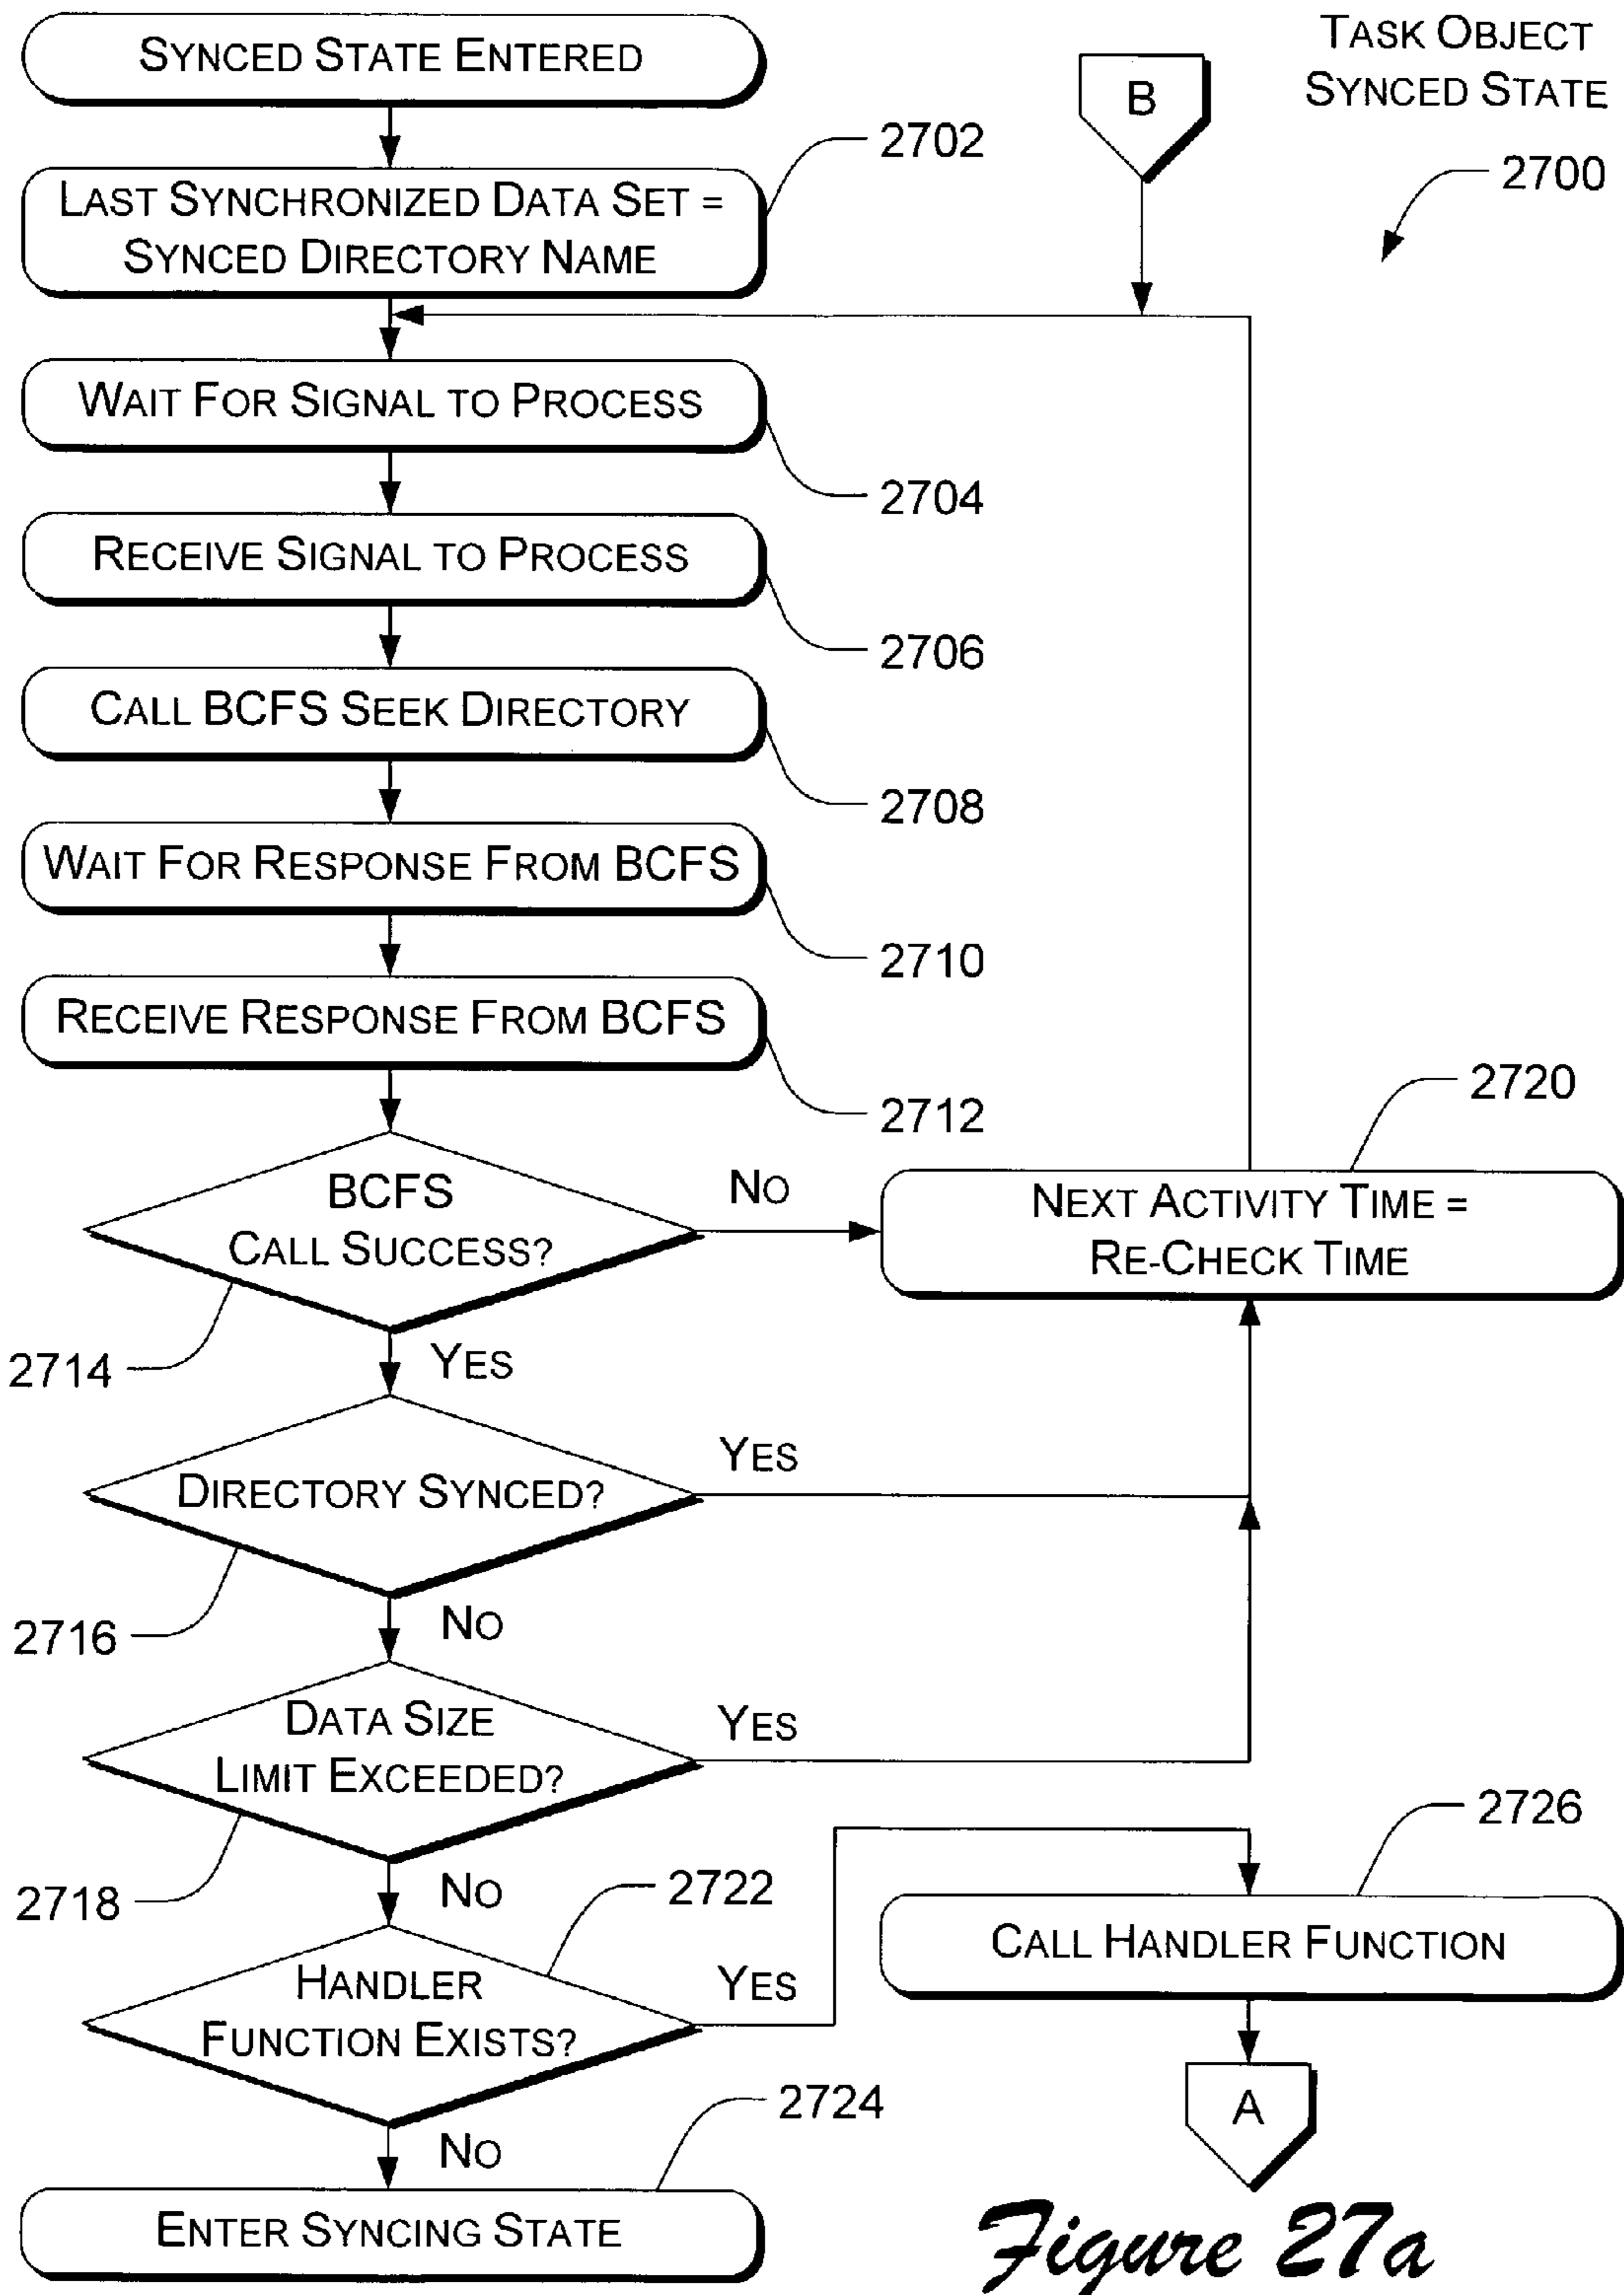 SYNCED STATE ENTERED
TASK OBJECT
SYNCED STATE
B
2700
2702
LAST SYNCHRONIZED DATA SET =
SYNCED DIRECTORY NAME
WAIT FOR SIGNAL TO PROCESS
2704
RECEIVE SIGNAL TO PROCESS
2706
CALL BCFS SEEK DIRECTORY
2708
WAIT FOR RESPONSE FROM BCFS
2710
RECEIVE RESPONSE FROM BCFS
2712
2720
BCFS
CALL SUCCESS?
NO
NEXT ACTIVITY TIME =
RE-CHECK TIME
2714
YES
DIRECTORY SYNCED?
YES
2716
NO
DATA SIZE
LIMIT EXCEEDED?
YES
2718
NO
2722
2726
HANDLER
FUNCTION EXISTS?
YES
CALL HANDLER FUNCTION
A
2724
NO
ENTER SYNCING STATE
Figure 27a